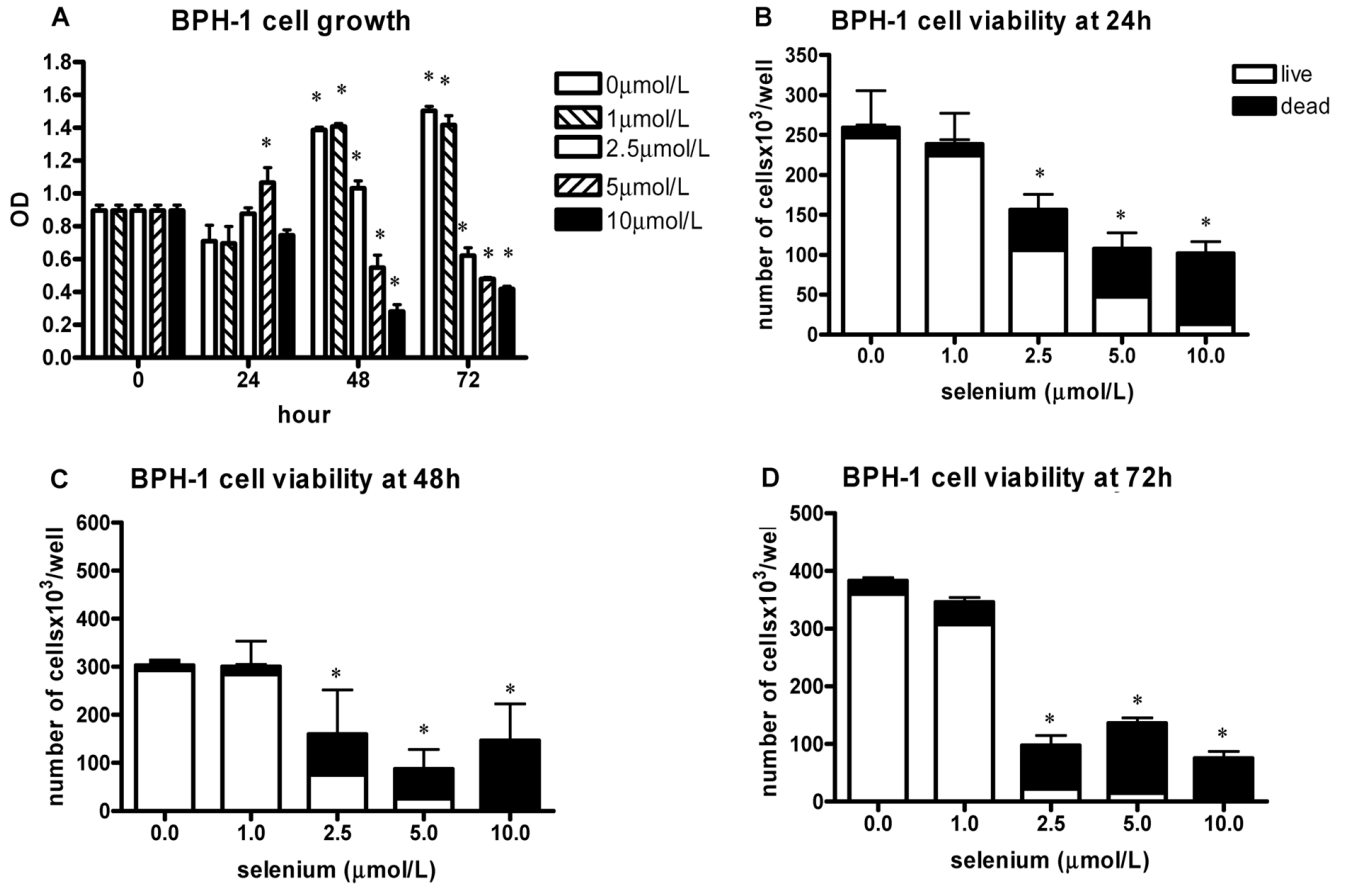 A
BPH-1 cell growth
1.8
1.6
1.4
1.2
1.0
0.8
0.6
0.4
0.2
0.0
OD
* * * * * * * * * * * *
0 24 48 72
hour
0μmol/L
1μmol/L
2.5μmol/L
5μmol/L
10μmol/L
B
BPH-1 cell viability at 24h
350
300
250
200
150
100
50
0
number of cellsx10³/well
* * *
0.0 1.0 2.5 5.0 10.0
selenium (μmol/L)
live
dead
C
BPH-1 cell viability at 48h
600
500
400
300
200
100
0
number of cellsx10³/well
* * *
0.0 1.0 2.5 5.0 10.0
selenium (μmol/L)
D
BPH-1 cell viability at 72h
500
400
300
200
100
0
number of cellsx10³/wel
* * *
0.0 1.0 2.5 5.0 10.0
selenium (μmol/L)